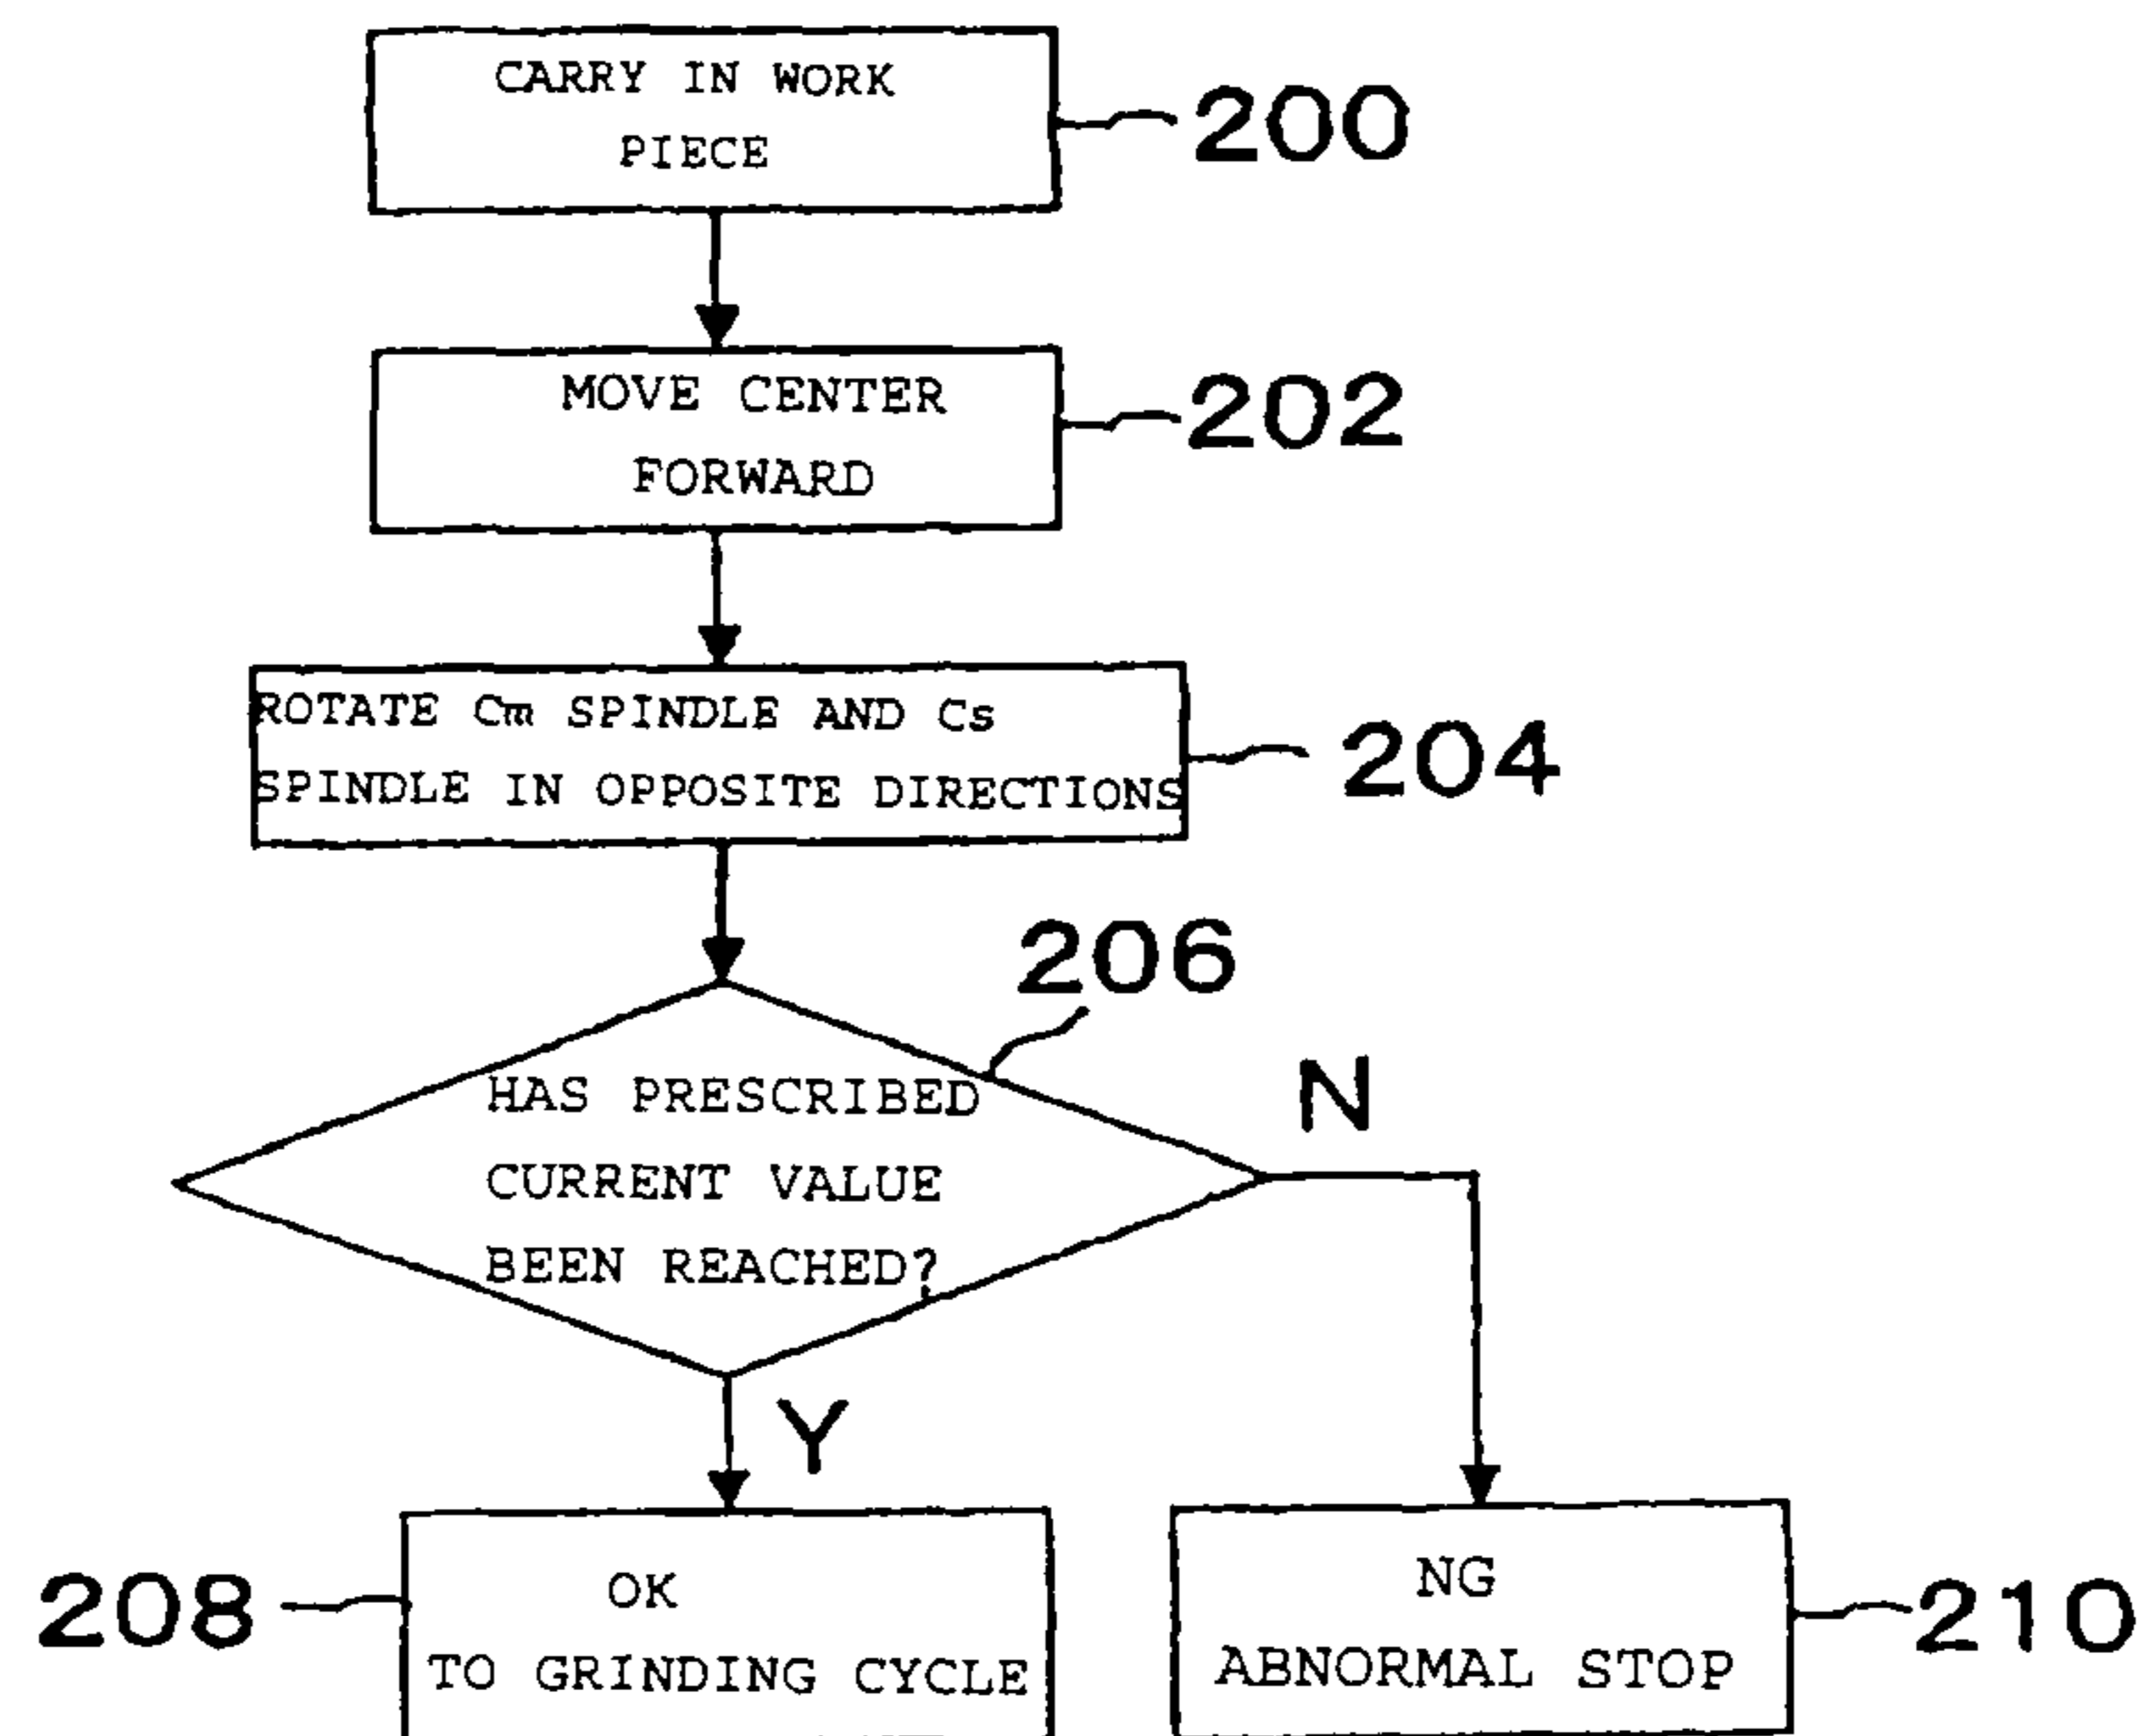 CARRY IN WORK
PIECE
200
MOVE CENTER
FORWARD
202
ROTATE Cm SPINDLE AND Cs
SPINDLE IN OPPOSITE DIRECTIONS
204
206
HAS PRESCRIBED
CURRENT VALUE
BEEN REACHED?
N
Y
208
OK
TO GRINDING CYCLE
NG
ABNORMAL STOP
210